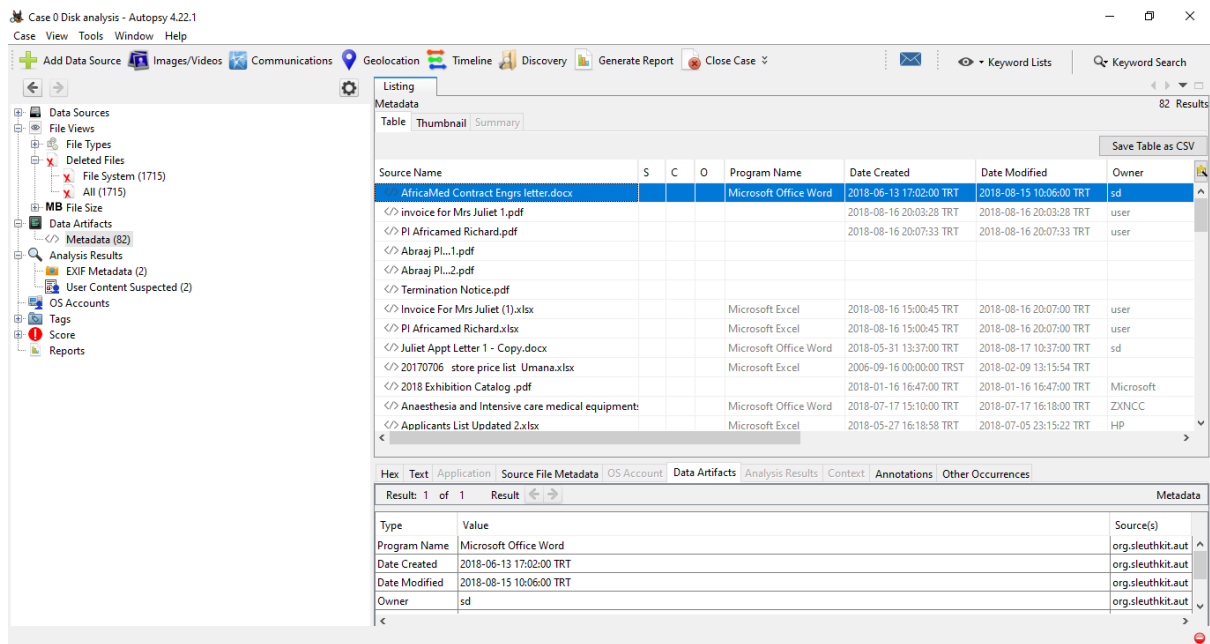 Case 0 Disk analysis - Autopsy 4.22.1
Case View Tools Window Help
Add Data Source Images/Videos Communications Geolocation Timeline Discovery Generate Report Close Case Keyword Lists Keyword Search
Listing
Metadata 82 Results
Table Thumbnail Summary
Save Table as CSV
Data Sources
File Views
File Types
Deleted Files
File System (1715)
All (1715)
MB File Size
Data Artifacts
Metadata (82)
Analysis Results
EXIF Metadata (2)
User Content Suspected (2)
OS Accounts
Tags
Score
Reports
Source Name S C O Program Name Date Created Date Modified Owner
AfricaMed Contract Engrs letter.docx Microsoft Office Word 2018-06-13 17:02:00 TRT 2018-08-15 10:06:00 TRT sd
invoice for Mrs Juliet 1.pdf 2018-08-16 20:03:28 TRT 2018-08-16 20:03:28 TRT user
PI Africamed Richard.pdf 2018-08-16 20:07:33 TRT 2018-08-16 20:07:33 TRT user
Abraaj PI...1.pdf
Abraaj PI...2.pdf
Termination Notice.pdf
Invoice For Mrs Juliet (1).xlsx Microsoft Excel 2018-08-16 15:00:45 TRT 2018-08-16 20:07:00 TRT user
PI Africamed Richard.xlsx Microsoft Excel 2018-08-16 15:00:45 TRT 2018-08-16 20:07:00 TRT user
Juliet Appt Letter 1 - Copy.docx Microsoft Office Word 2018-05-31 13:37:00 TRT 2018-08-17 10:37:00 TRT sd
20170706 store price list Umana.xlsx Microsoft Excel 2006-09-16 00:00:00 TRST 2018-02-09 13:15:54 TRT
2018 Exhibition Catalog .pdf 2018-01-16 16:47:00 TRT 2018-01-16 16:47:00 TRT Microsoft
Anaesthesia and Intensive care medical equipments Microsoft Office Word 2018-07-17 15:10:00 TRT 2018-07-17 16:18:00 TRT ZXNCC
Applicants List Updated 2.xlsx Microsoft Excel 2018-05-27 16:18:58 TRT 2018-07-05 23:15:22 TRT HP
Hex Text Application Source File Metadata OS Account Data Artifacts Analysis Results Context Annotations Other Occurrences
Result: 1 of 1 Result Metadata
Type Value Source(s)
Program Name Microsoft Office Word org.sleuthkit.aut
Date Created 2018-06-13 17:02:00 TRT org.sleuthkit.aut
Date Modified 2018-08-15 10:06:00 TRT org.sleuthkit.aut
Owner sd org.sleuthkit.aut